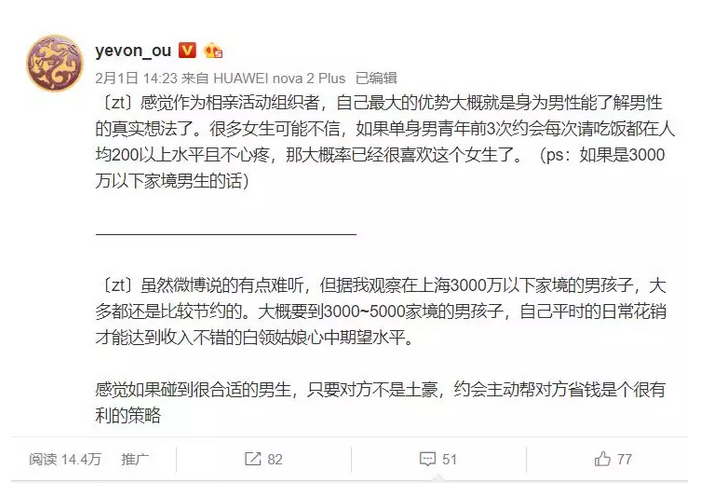 yevon_ou
2月1日 14:23 来自 HUAWEI nova 2 Plus 已编辑
〔zt〕感觉作为相亲活动组织者，自己最大的优势大概就是身为男性能了解男性
的真实想法了。很多女生可能不信，如果单身男青年前3次约会每次请吃饭都在人
均200以上水平且不心疼，那大概率已经很喜欢这个女生了。（ps：如果是3000
万以下家境男生的话）
————————————————
〔zt〕虽然微博说的有点难听，但据我观察在上海3000万以下家境的男孩子，大
多都还是比较节约的。大概要到3000~5000家境的男孩子，自己平时的日常花销
才能达到收入不错的白领姑娘心中期望水平。
感觉如果碰到很合适的男生，只要对方不是土豪，约会主动帮对方省钱是个很有
利的策略
阅读 14.4万 推广 82 51 77